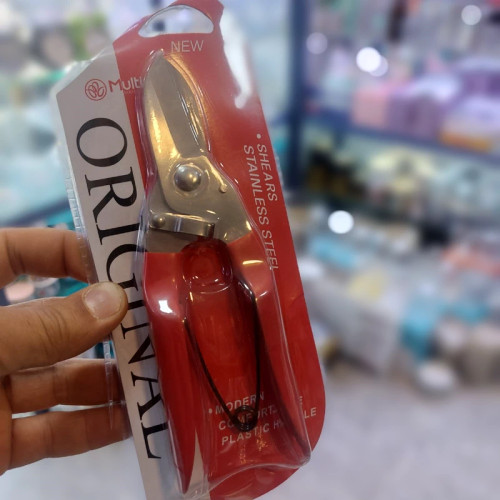 NEW
Multi
ORIGINAL
• SHEARS
STAINLESS STEEL
• MODERN
PLASTIC